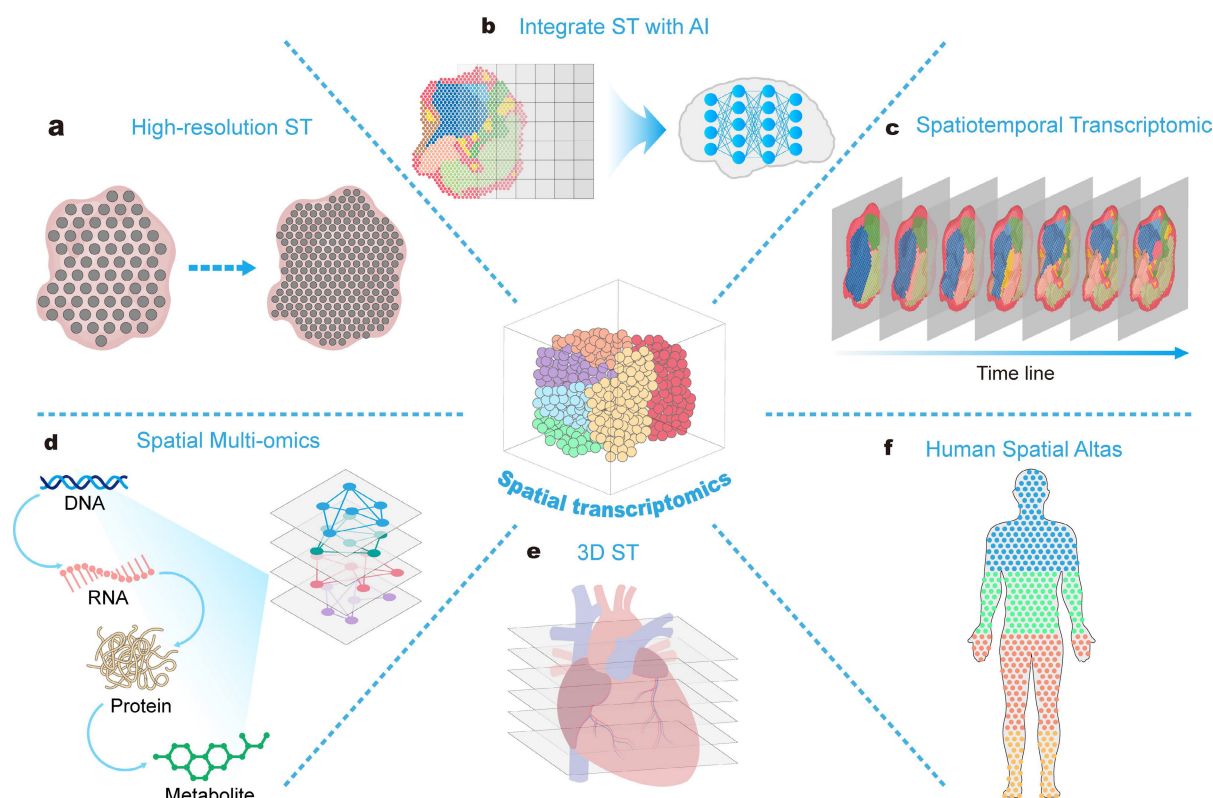 a High-resolution ST
b Integrate ST with AI
c Spatiotemporal Transcriptomic
Time line
Spatial transcriptomics
d Spatial Multi-omics
DNA
RNA
Protein
Metabolite
e 3D ST
f Human Spatial Altas